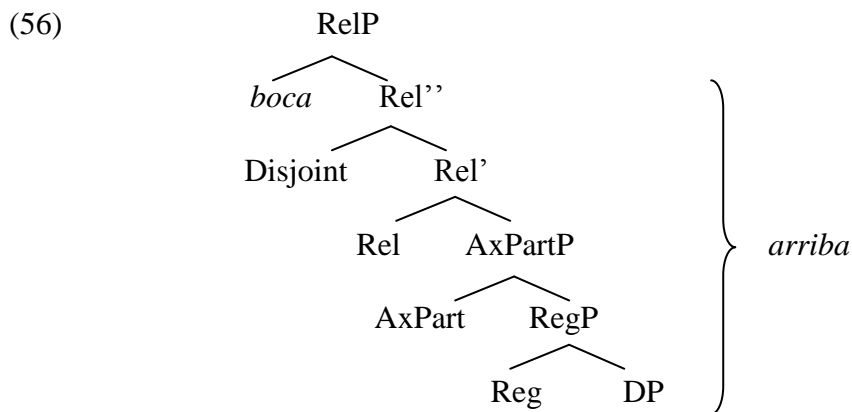 (56) RelP
boca Rel’’
Disjoint Rel’
Rel AxPartP arriba
AxPart RegP
Reg DP